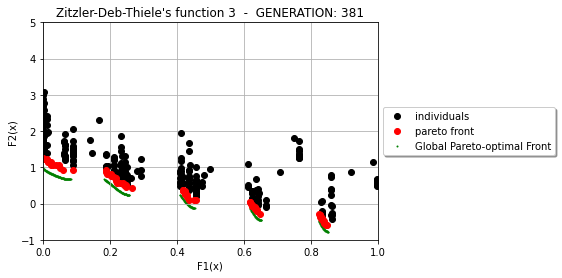 Zitzler-Deb-Thiele's function 3  -  GENERATION: 381
5
4
3
2
1
0
−1
F2(x)
0.0 0.2 0.4 0.6 0.8 1.0
F1(x)
individuals
pareto front
Global Pareto-optimal Front